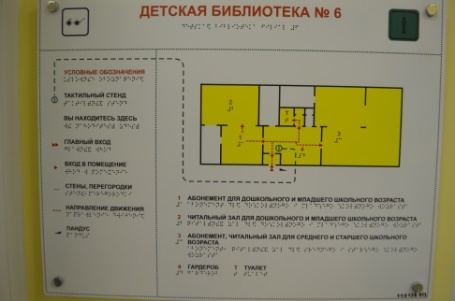 ДЕТСКАЯ БИБЛИОТЕКА № 6
УСЛОВНЫЕ ОБОЗНАЧЕНИЯ
ТАКТИЛЬНЫЙ СТЕНД
ВЫ НАХОДИТЕСЬ ЗДЕСЬ
ГЛАВНЫЙ ВХОД
ВХОД В ПОМЕЩЕНИЕ
СТЕНЫ, ПЕРЕГОРОДКИ
НАПРАВЛЕНИЕ ДВИЖЕНИЯ
ПАНДУС
1 АБОНЕМЕНТ ДЛЯ ДОШКОЛЬНОГО И МЛАДШЕГО ШКОЛЬНОГО ВОЗРАСТА
2 ЧИТАЛЬНЫЙ ЗАЛ ДЛЯ ДОШКОЛЬНОГО И МЛАДШЕГО ШКОЛЬНОГО ВОЗРАСТА
3 АБОНЕМЕНТ, ЧИТАЛЬНЫЙ ЗАЛ ДЛЯ СРЕДНЕГО И СТАРШЕГО ШКОЛЬНОГО
ВОЗРАСТА
4 ГАРДЕРОБ Т ТУАЛЕТ